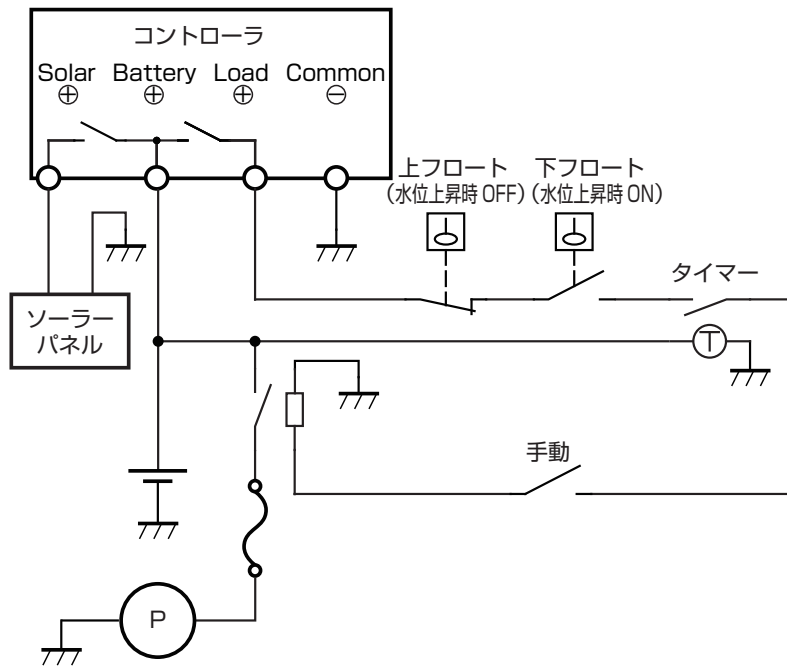 コントローラ
Solar Battery Load Common
⊕ ⊕ ⊕ ⊖
上フロート 下フロート
(水位上昇時 OFF) (水位上昇時 ON)
タイマー
ソーラー
パネル
T
手動
P